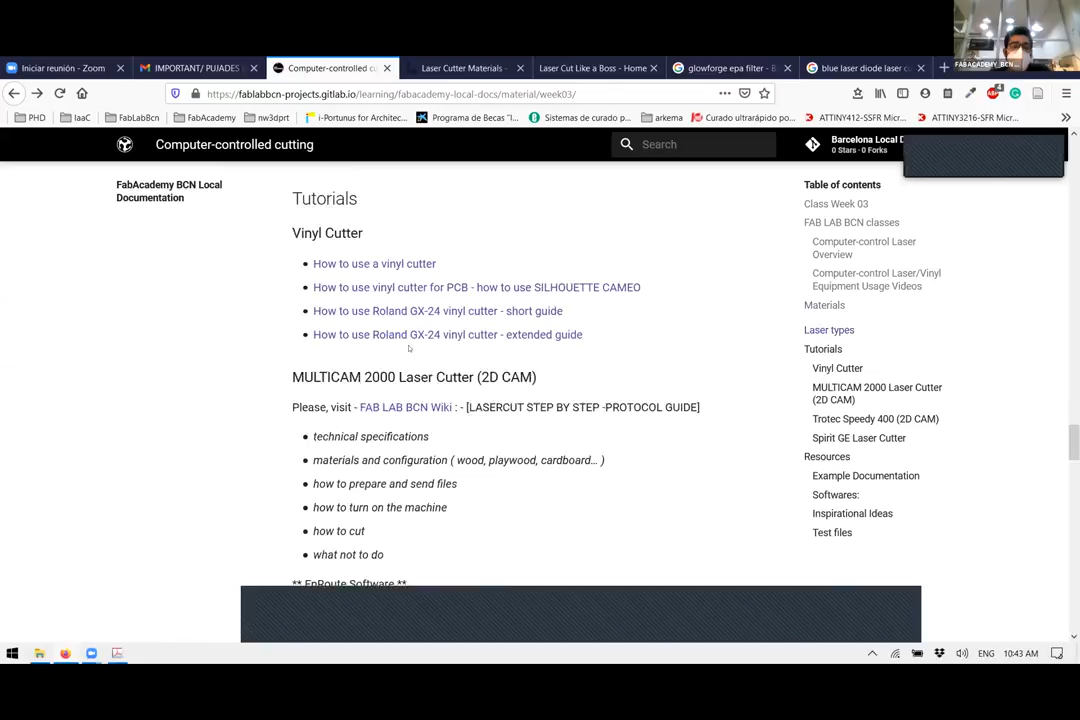 FABACADEMY_BCN
Iniciar reunión - Zoom
IMPORTANT/ PUJADES
Computer-controlled cu
Laser Cutter Materials -
Laser Cut Like a Boss - Home
glowforge epa filter - B
blue laser diode laser c
https://fablabbcn-projects.gitlab.io/learning/fabacademy-local-docs/material/week03/
PHD
IaaC
FabLabBcn
FabAcademy
nw3dprt
i-Portunus for Architec...
Programa de Becas "I...
Sistemas de curado p...
arkema
Curado ultrarápido po...
ATTINY412-SSFR Micr...
ATTINY3216-SFR Micr...
Computer-controlled cutting
Search
Barcelona Local D
0 Stars · 0 Forks
FabAcademy BCN Local
Documentation
Tutorials
Vinyl Cutter
How to use a vinyl cutter
How to use vinyl cutter for PCB - how to use SILHOUETTE CAMEO
How to use Roland GX-24 vinyl cutter - short guide
How to use Roland GX-24 vinyl cutter - extended guide
MULTICAM 2000 Laser Cutter (2D CAM)
Please, visit - FAB LAB BCN Wiki : - [LASERCUT STEP BY STEP -PROTOCOL GUIDE]
technical specifications
materials and configuration ( wood, playwood, cardboard... )
how to prepare and send files
how to turn on the machine
how to cut
what not to do
** EnRoute Software **
Table of contents
Class Week 03
FAB LAB BCN classes
Computer-control Laser
Overview
Computer-control Laser/Vinyl
Equipment Usage Videos
Materials
Laser types
Tutorials
Vinyl Cutter
MULTICAM 2000 Laser Cutter
(2D CAM)
Trotec Speedy 400 (2D CAM)
Spirit GE Laser Cutter
Resources
Example Documentation
Softwares:
Inspirational Ideas
Test files
ENG
10:43 AM